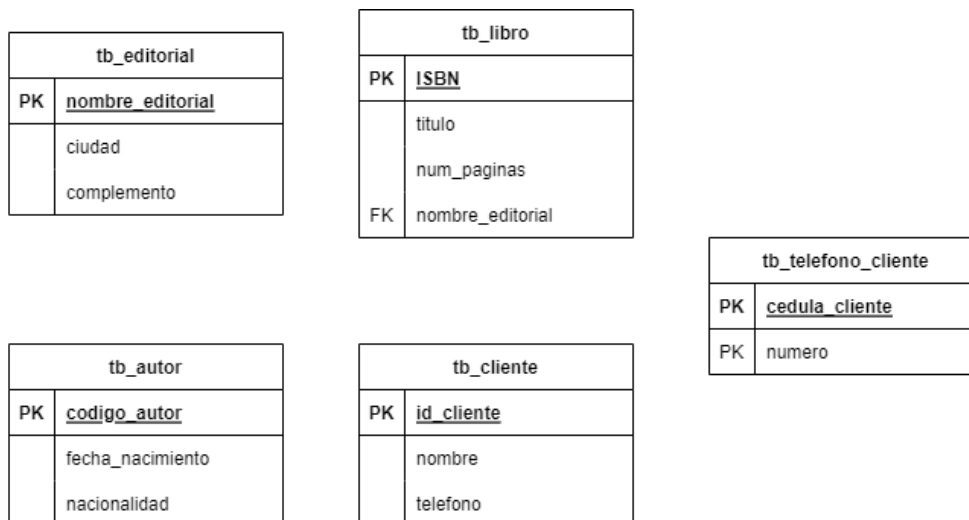 tb_editorial
PK nombre_editorial
ciudad
complemento
tb_libro
PK ISBN
titulo
num_paginas
FK nombre_editorial
tb_telefono_cliente
PK cedula_cliente
PK numero
tb_autor
PK codigo_autor
fecha_nacimiento
nacionalidad
tb_cliente
PK id_cliente
nombre
telefono